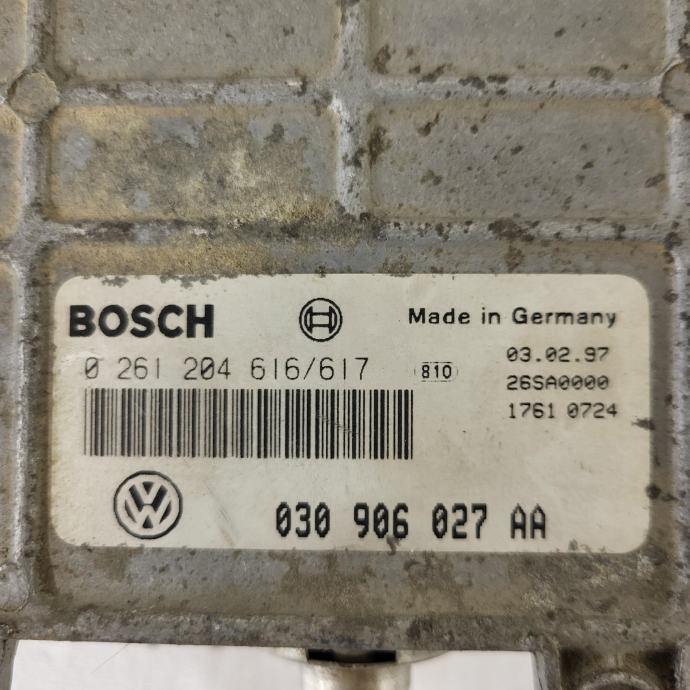 BOSCH Made in Germany
0 261 204 616/617 810 03.02.97
26SA0000
1761 0724
VW 030 906 027 AA